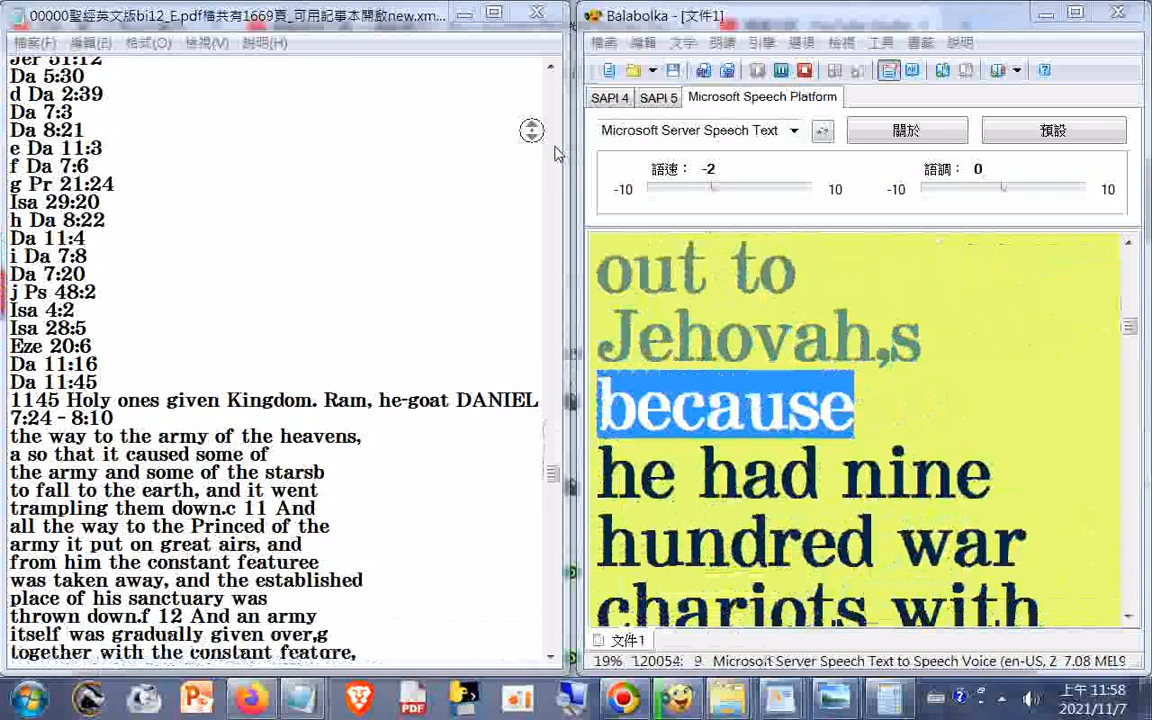 00000聖經英文版bi12_E.pdf檔共有1669頁_可用記事本開啟new.xm...
檔案(F) 編輯(E) 格式(O) 檢視(V) 說明(H)
Jer 51:12
Da 5:30
d Da 2:39
Da 7:3
Da 8:21
e Da 11:3
f Da 7:6
g Pr 21:24
Isa 29:20
h Da 8:22
Da 11:4
i Da 7:8
Da 7:20
j Ps 48:2
Isa 4:2
Isa 28:5
Eze 20:6
Da 11:16
Da 11:45
1145 Holy ones given Kingdom. Ram, he-goat DANIEL
7:24 - 8:10
the way to the army of the heavens,
a so that it caused some of
the army and some of the starsb
to fall to the earth, and it went
trampling them down.c 11 And
all the way to the Princed of the
army it put on great airs, and
from him the constant featuree
was taken away, and the established
place of his sanctuary was
thrown down.f 12 And an army
itself was gradually given over,g
together with the constant feature,
Balabolka - [文件1]
檔案 編輯 文字 朗讀 引擎 選項 檢視 工具 書籤 說明
SAPI 4 SAPI 5 Microsoft Speech Platform
Microsoft Server Speech Text 關於 預設
語速： -2 語調： 0
-10 10 -10 10
out to
Jehovah,s
because
he had nine
hundred war
chariots with
文件1
19% 120054: 9 Microsoft Server Speech Text to Speech Voice (en-US, Z 7.08 MEL9
上午 11:58
2021/11/7